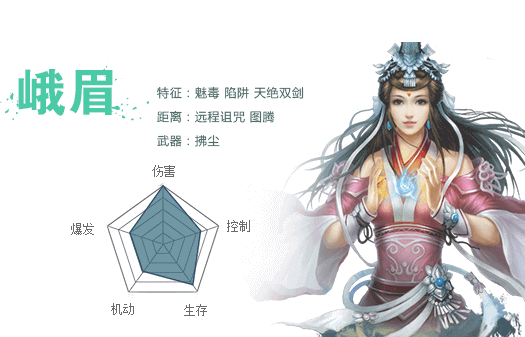 峨眉
特征：魅毒 陷阱 天绝双剑
距离：远程诅咒 图腾
武器：拂尘
伤害
爆发
控制
机动
生存